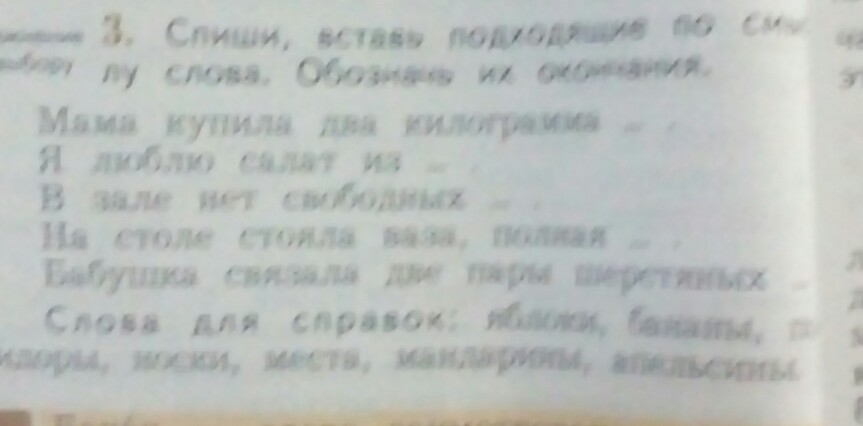 3. Спиши, вставь подходящие по смы
лу слова. Обозначь их окончания.
Мама купила два килограмма ... .
Я люблю салат из ... .
В зале нет свободных ... .
На столе стояла ваза, полная ... .
Бабушка связала две пары шерстяных ...
Слова для справок: яблоки, бананы, п
идоры, носки, места, мандарины, апельсины.